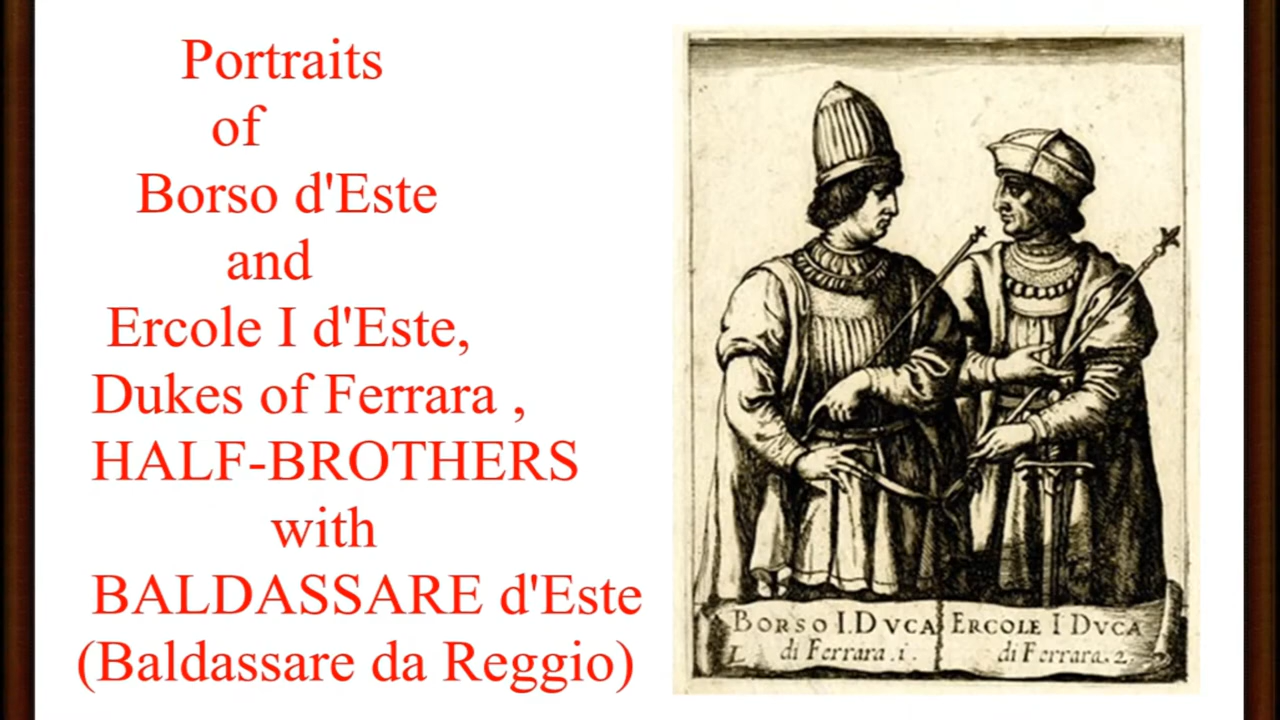 Portraits
of
Borso d'Este
and
Ercole I d'Este,
Dukes of Ferrara ,
HALF-BROTHERS
with
BALDASSARE d'Este
(Baldassare da Reggio)
BORSO I.DVCA
di Ferrara.1.
ERCOLE I DVCA
di Ferrara.2.
L